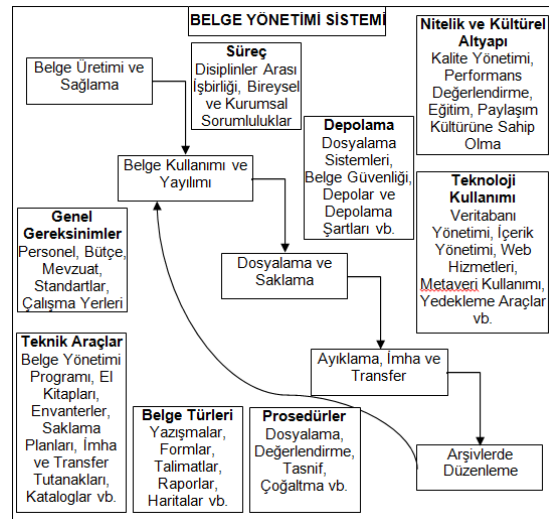 BELGE YÖNETİMİ SİSTEMİ
Belge Üretimi ve
Sağlama
Süreç
Disiplinler Arası
İşbirliği, Bireysel
ve Kurumsal
Sorumluluklar
Nitelik ve Kültürel
Altyapı
Kalite Yönetimi,
Performans
Değerlendirme,
Eğitim, Paylaşım
Kültürüne Sahip
Olma
Belge Kullanımı ve
Yayılımı
Depolama
Dosyalama
Sistemleri,
Belge Güvenliği,
Depolar ve
Depolama
Şartları vb.
Teknoloji
Kullanımı
Veritabanı
Yönetimi, İçerik
Yönetimi, Web
Hizmetleri,
Metaveri Kullanımı,
Yedekleme Araçlar
vb.
Genel
Gereksinimler
Personel, Bütçe,
Mevzuat,
Standartlar,
Çalışma Yerleri
Dosyalama ve
Saklama
Teknik Araçlar
Belge Yönetimi
Programı, El
Kitapları,
Envanterler,
Saklama
Planları, İmha
ve Transfer
Tutanakları,
Kataloglar vb.
Ayıklama, İmha ve
Transfer
Belge Türleri
Yazışmalar,
Formlar,
Talimatlar,
Raporlar,
Haritalar vb.
Prosedürler
Dosyalama,
Değerlendirme,
Tasnif,
Çoğaltma vb.
Arşivlerde
Düzenleme